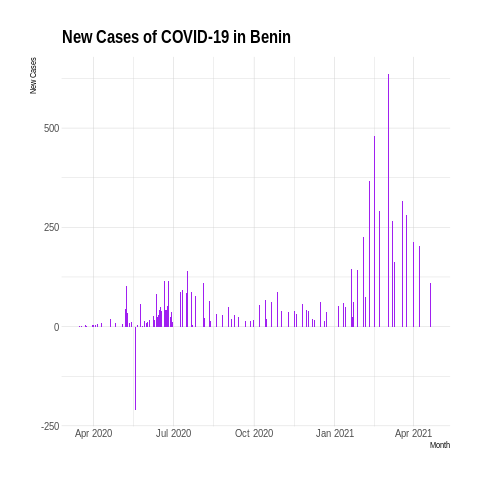 New Cases of COVID-19 in Benin
New Cases
500
250
0
-250
Apr 2020 Jul 2020 Oct 2020 Jan 2021 Apr 2021
Month